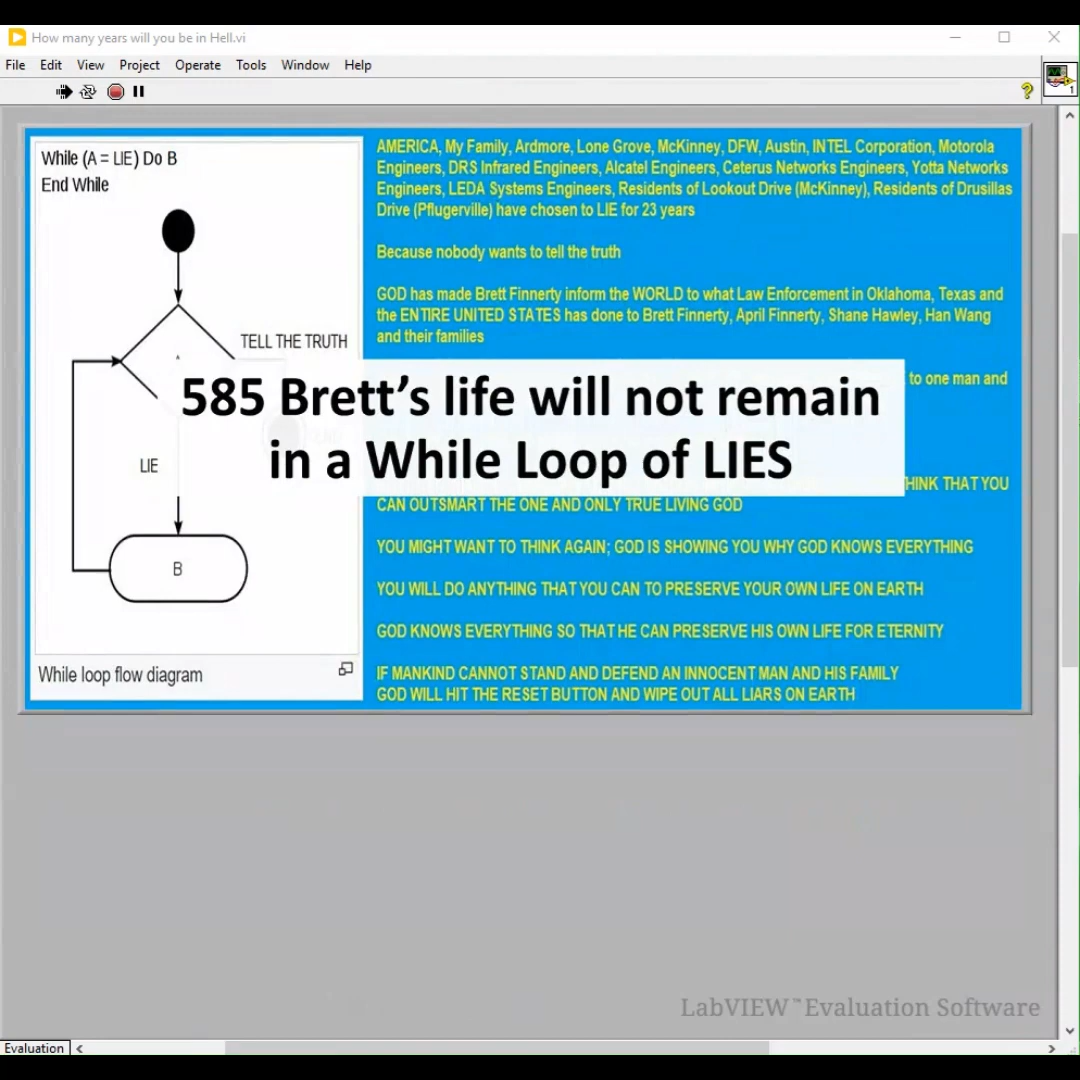 How many years will you be in Hell.vi
File Edit View Project Operate Tools Window Help
1
While (A = LIE) Do B
End While
TELL THE TRUTH
LIE
B
While loop flow diagram
AMERICA, My Family, Ardmore, Lone Grove, McKinney, DFW, Austin, INTEL Corporation, Motorola
Engineers, DRS Infrared Engineers, Alcatel Engineers, Ceterus Networks Engineers, Yotta Networks
Engineers, LEDA Systems Engineers, Residents of Lookout Drive (McKinney), Residents of Drusillas
Drive (Pflugerville) have chosen to LIE for 23 years
Because nobody wants to tell the truth
GOD has made Brett Finnerty inform the WORLD to what Law Enforcement in Oklahoma, Texas and
the ENTIRE UNITED STATES has done to Brett Finnerty, April Finnerty, Shane Hawley, Han Wang
and their families
to one man and
585 Brett’s life will not remain
in a While Loop of LIES
THINK THAT YOU
CAN OUTSMART THE ONE AND ONLY TRUE LIVING GOD
YOU MIGHT WANT TO THINK AGAIN; GOD IS SHOWING YOU WHY GOD KNOWS EVERYTHING
YOU WILL DO ANYTHING THAT YOU CAN TO PRESERVE YOUR OWN LIFE ON EARTH
GOD KNOWS EVERYTHING SO THAT HE CAN PRESERVE HIS OWN LIFE FOR ETERNITY
IF MANKIND CANNOT STAND AND DEFEND AN INNOCENT MAN AND HIS FAMILY
GOD WILL HIT THE RESET BUTTON AND WIPE OUT ALL LIARS ON EARTH
LabVIEW™ Evaluation Software
Evaluation